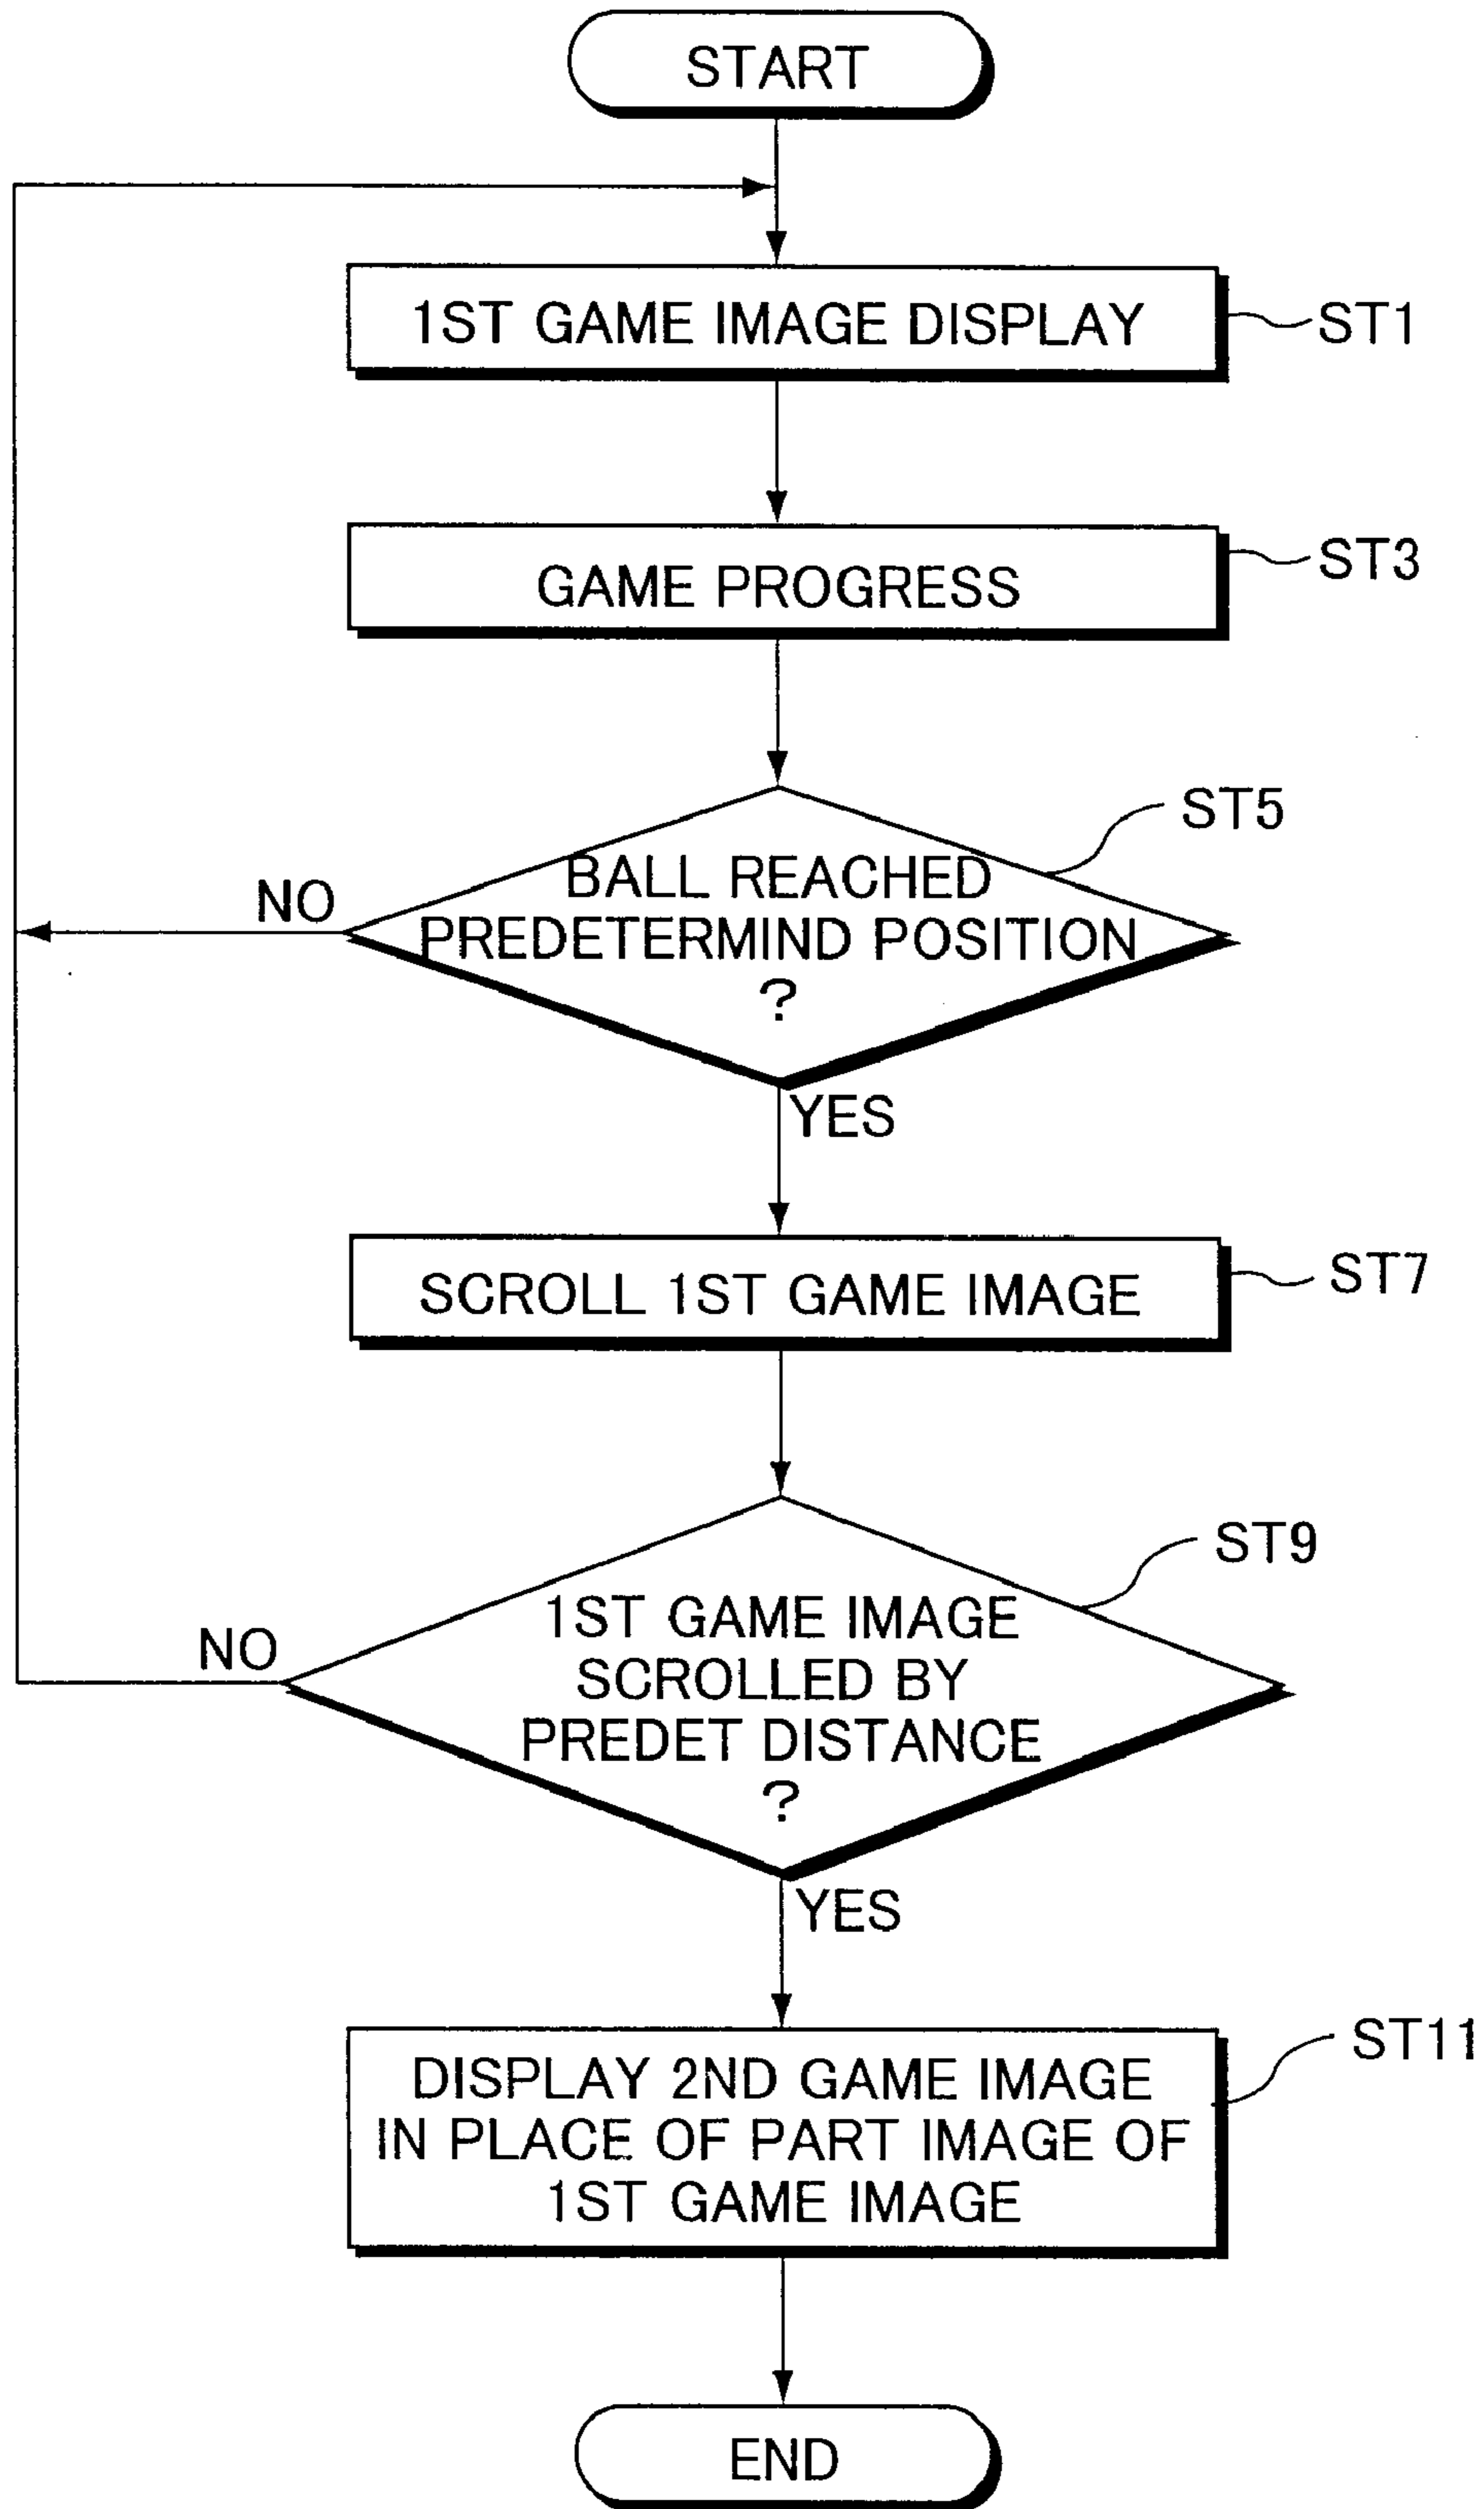 START
1ST GAME IMAGE DISPLAY
ST1
GAME PROGRESS
ST3
ST5
BALL REACHED
PREDETERMIND POSITION
?
NO
YES
SCROLL 1ST GAME IMAGE
ST7
ST9
1ST GAME IMAGE
SCROLLED BY
PREDET DISTANCE
?
NO
YES
ST11
DISPLAY 2ND GAME IMAGE
IN PLACE OF PART IMAGE OF
1ST GAME IMAGE
END